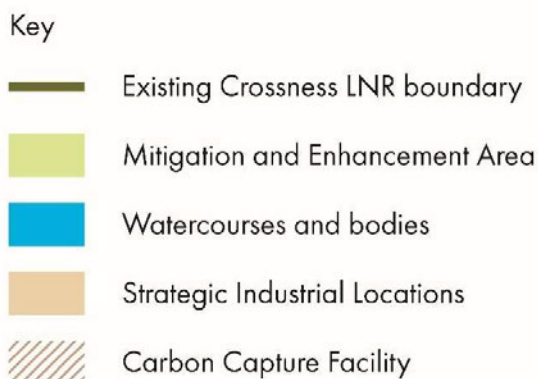 Key
Existing Crossness LNR boundary
Mitigation and Enhancement Area
Watercourses and bodies
Strategic Industrial Locations
Carbon Capture Facility